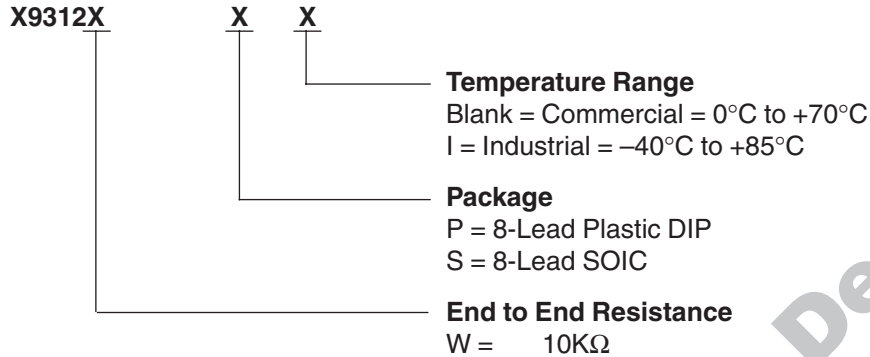 X9312X X X
Temperature Range
Blank = Commercial = 0°C to +70°C
I = Industrial = –40°C to +85°C
Package
P = 8-Lead Plastic DIP
S = 8-Lead SOIC
End to End Resistance
W = 10KΩ